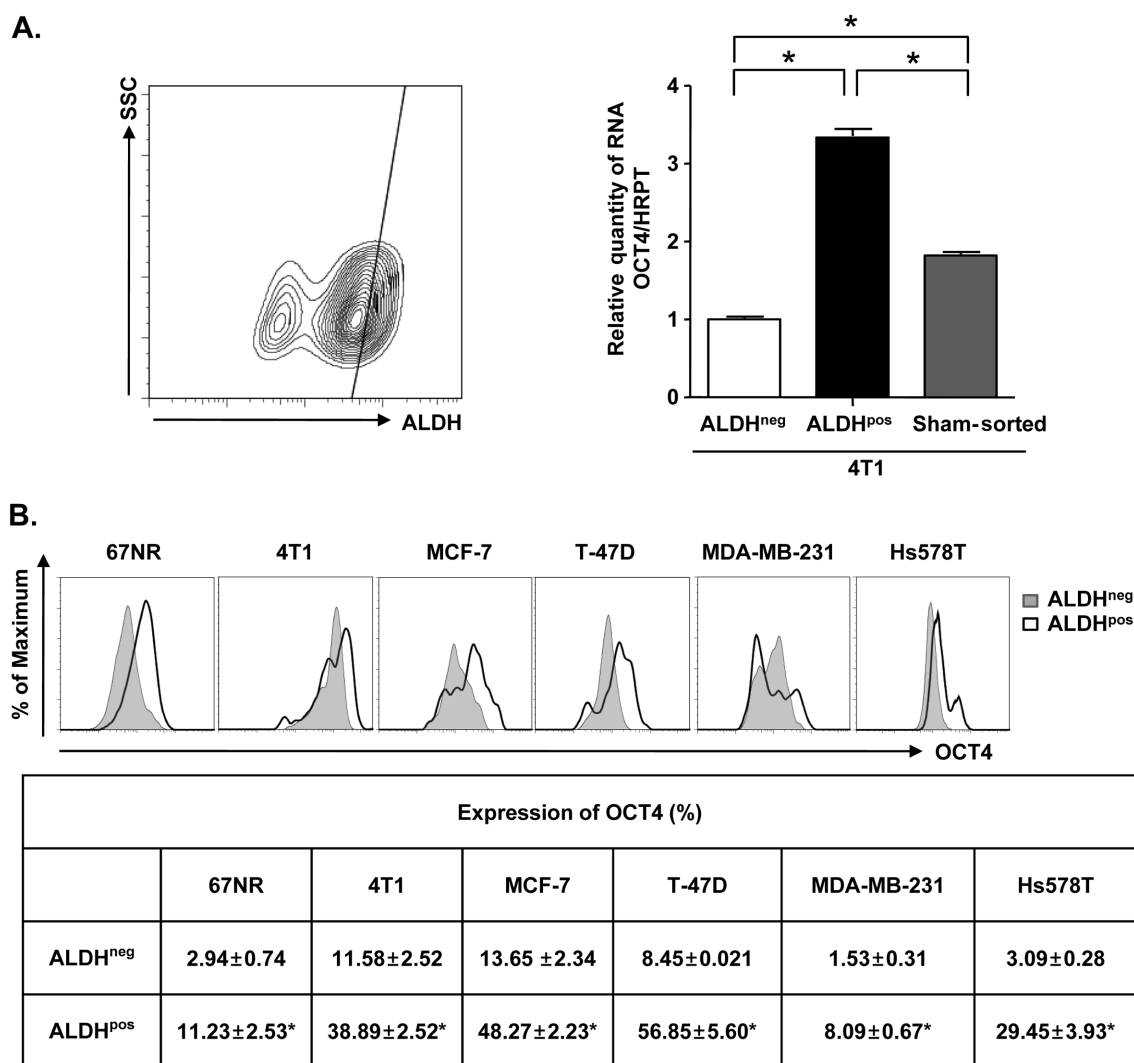 A.
SSC
ALDH
*
* *
Relative quantity of RNA
OCT4/HRPT
4
3
2
1
0
ALDHneg ALDHpos Sham-sorted
4T1
B.
67NR 4T1 MCF-7 T-47D MDA-MB-231 Hs578T
% of Maximum
ALDHneg
ALDHpos
OCT4
Expression of OCT4 (%)
67NR 4T1 MCF-7 T-47D MDA-MB-231 Hs578T
ALDHneg 2.94±0.74 11.58±2.52 13.65 ±2.34 8.45±0.021 1.53±0.31 3.09±0.28
ALDHpos 11.23±2.53* 38.89±2.52* 48.27±2.23* 56.85±5.60* 8.09±0.67* 29.45±3.93*